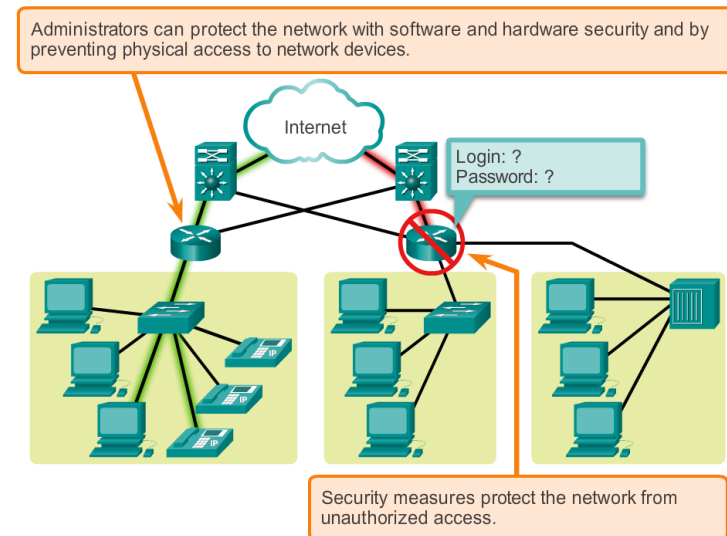 Administrators can protect the network with software and hardware security and by
preventing physical access to network devices.
Internet
Login: ?
Password: ?
IP
IP
IP
Security measures protect the network from
unauthorized access.